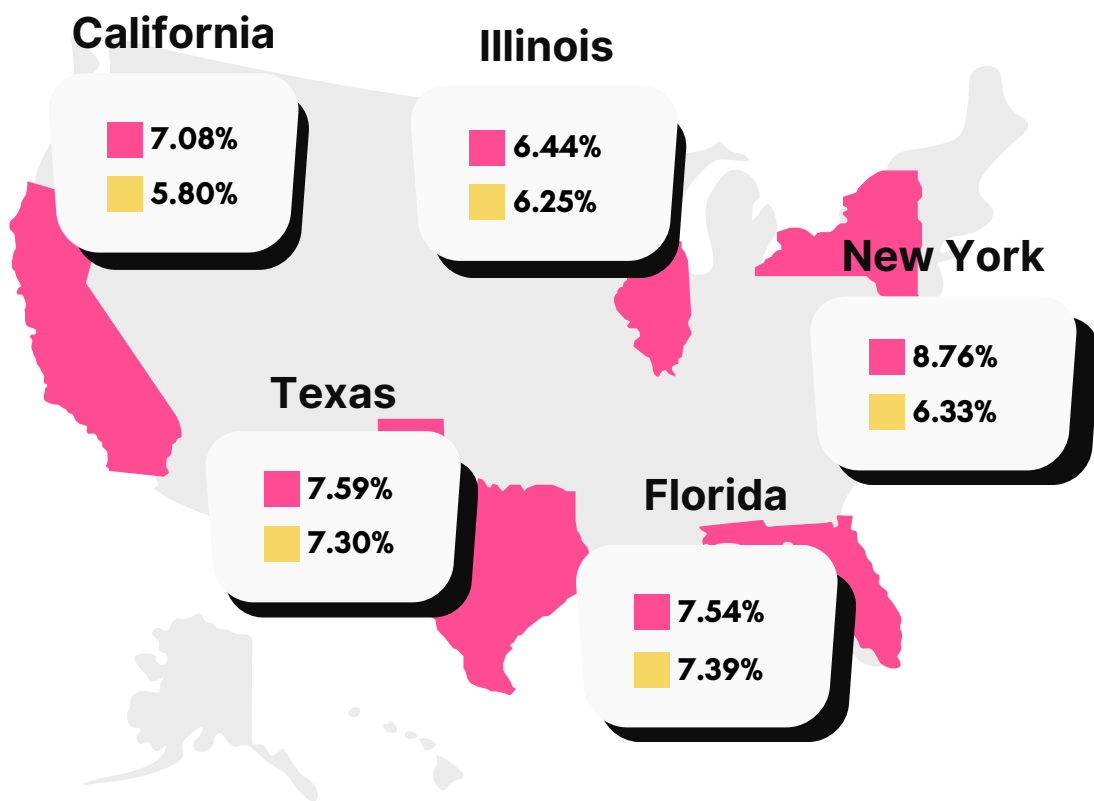 California
7.08%
5.80%
Illinois
6.44%
6.25%
New York
8.76%
6.33%
Texas
7.59%
7.30%
Florida
7.54%
7.39%